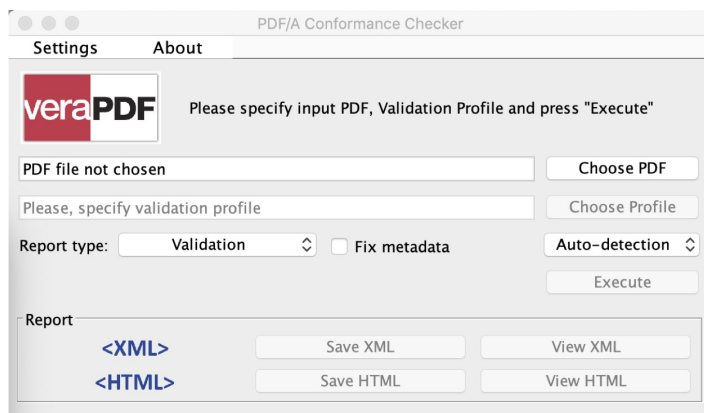 PDF/A Conformance Checker
Settings About
veraPDF Please specify input PDF, Validation Profile and press "Execute"
PDF file not chosen Choose PDF
Please, specify validation profile Choose Profile
Report type: Validation Fix metadata Auto-detection
Execute
Report
<XML> Save XML View XML
<HTML> Save HTML View HTML